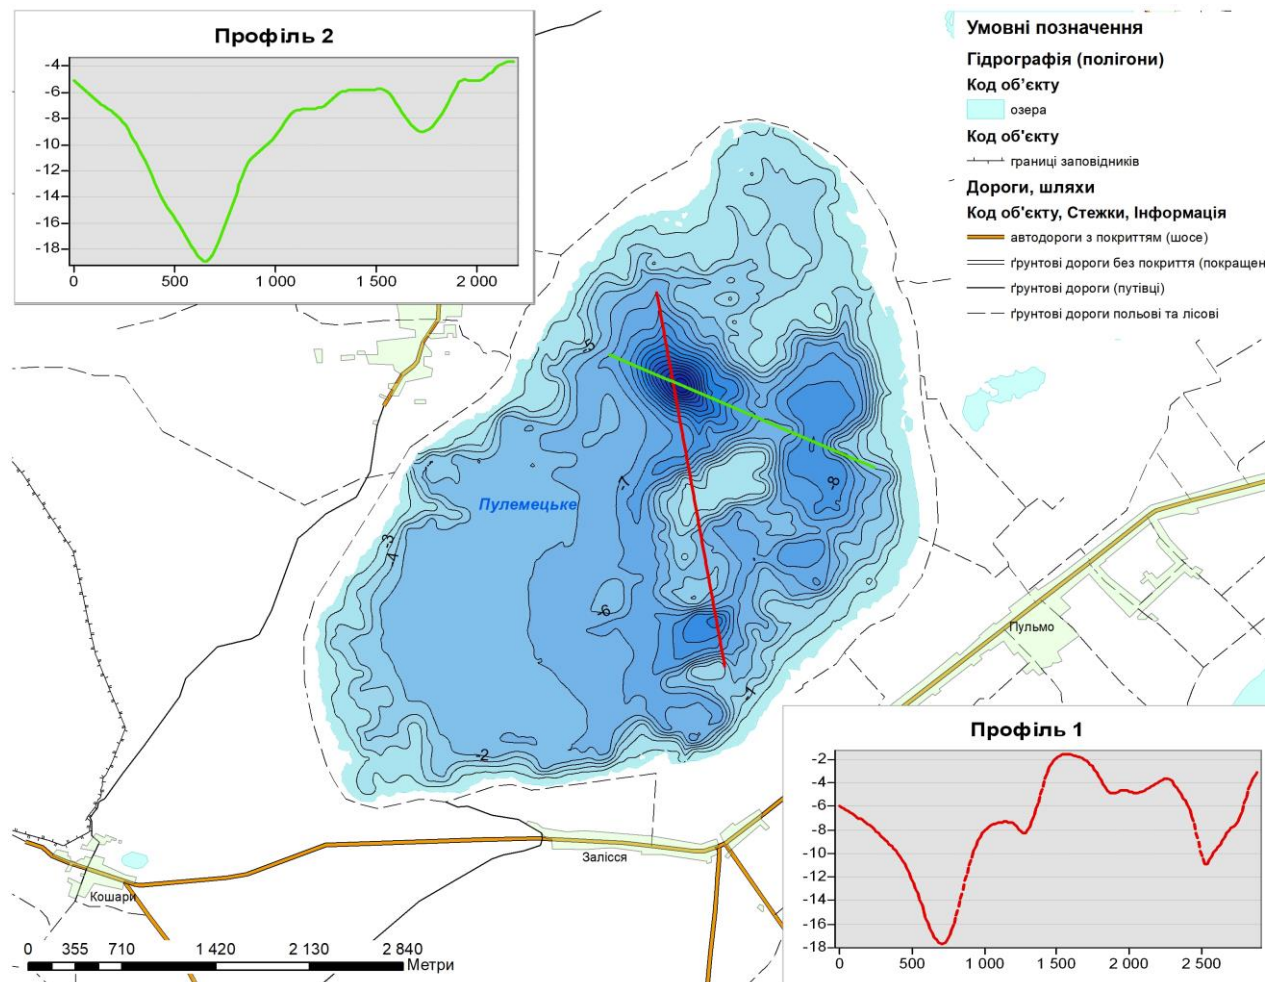 Профіль 2
-4
-6
-8
-10
-12
-14
-16
-18
0 500 1 000 1 500 2 000
Умовні позначення
Гідрографія (полігони)
Код об'єкту
озера
Код об'єкту
границі заповідників
Дороги, шляхи
Код об'єкту, Стежки, Інформація
автодороги з покриттям (шосе)
ґрунтові дороги без покриття (покращен
ґрунтові дороги (путівці)
ґрунтові дороги польові та лісові
-5
-7
-8
Пулемецьке
-3
-4
-6
Пульмо
-1
-2
Залісся
Кошари
Профіль 1
-2
-4
-6
-8
-10
-12
-14
-16
-18
0 500 1 000 1 500 2 000 2 500
0 355 710 1 420 2 130 2 840
Метри